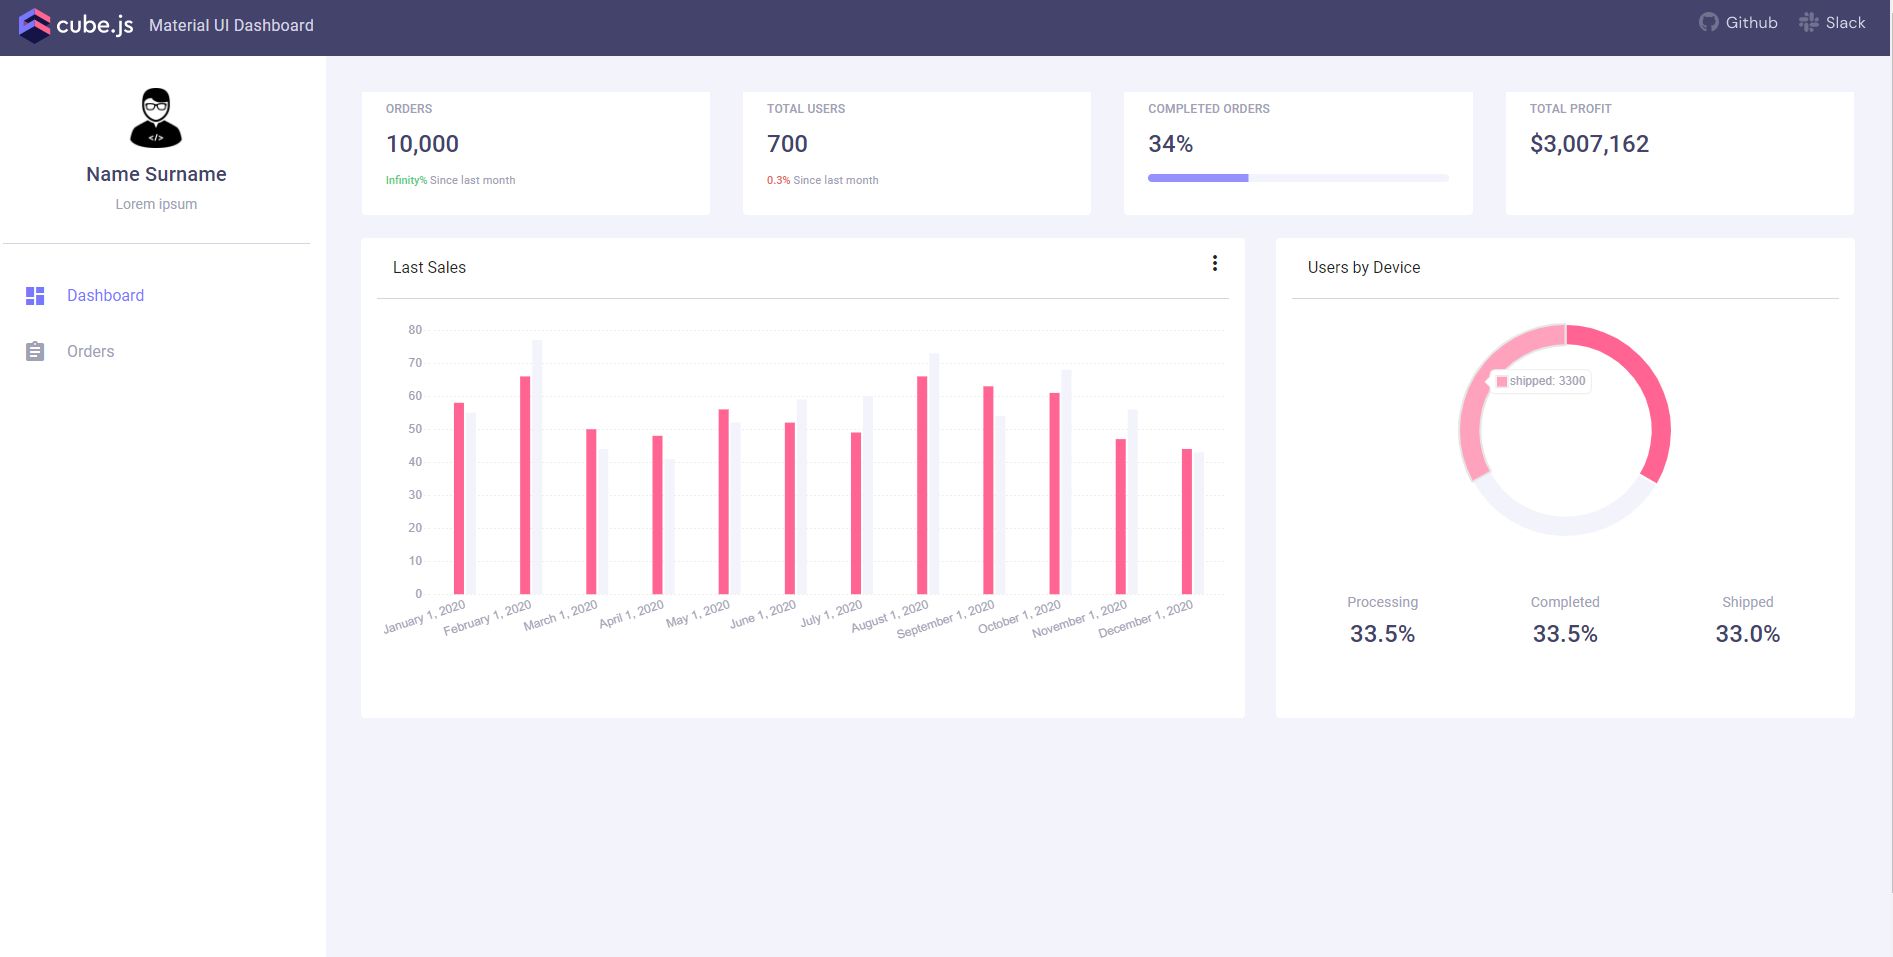 cube.js Material UI Dashboard
Github
Slack
</>
Name Surname
Lorem ipsum
Dashboard
Orders
ORDERS
10,000
Infinity% Since last month
TOTAL USERS
700
0.3% Since last month
COMPLETED ORDERS
34%
TOTAL PROFIT
$3,007,162
Last Sales
80
70
60
50
40
30
20
10
0
January 1, 2020
February 1, 2020
March 1, 2020
April 1, 2020
May 1, 2020
June 1, 2020
July 1, 2020
August 1, 2020
September 1, 2020
October 1, 2020
November 1, 2020
December 1, 2020
Users by Device
shipped: 3300
Processing
33.5%
Completed
33.5%
Shipped
33.0%